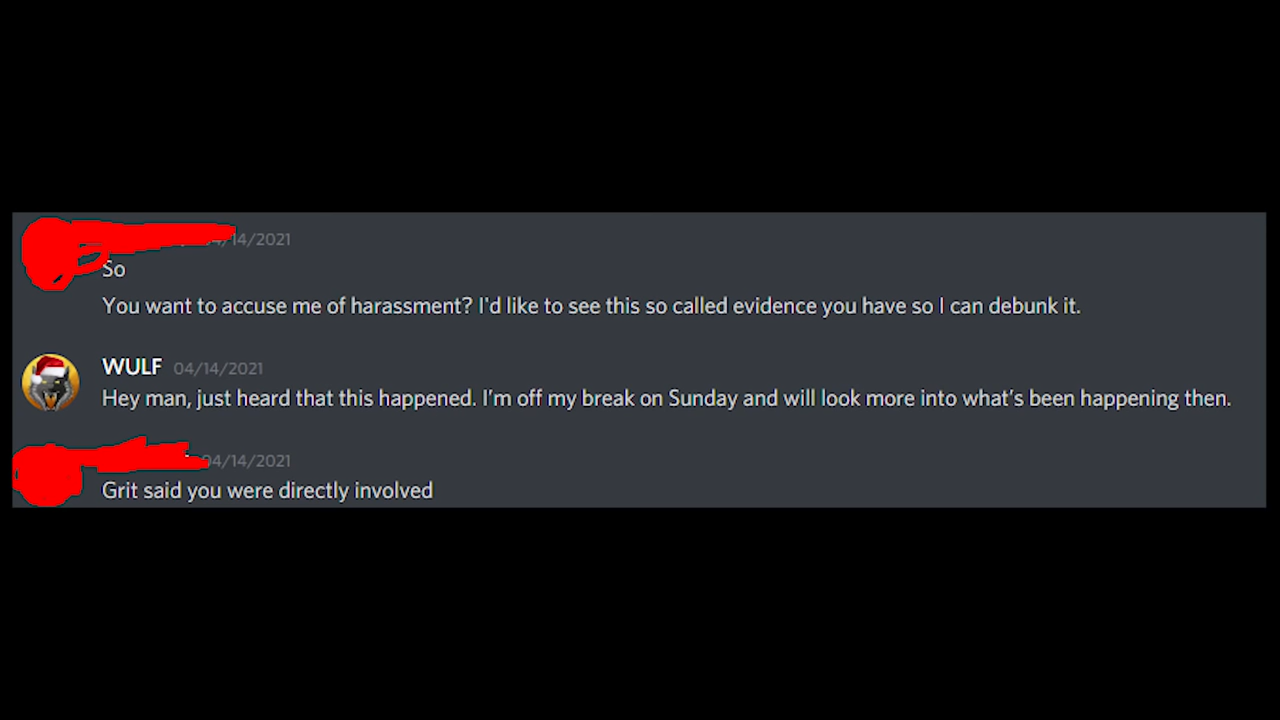 4/14/2021
So
You want to accuse me of harassment? I'd like to see this so called evidence you have so I can debunk it.
WULF 04/14/2021
Hey man, just heard that this happened. I'm off my break on Sunday and will look more into what's been happening then.
04/14/2021
Grit said you were directly involved